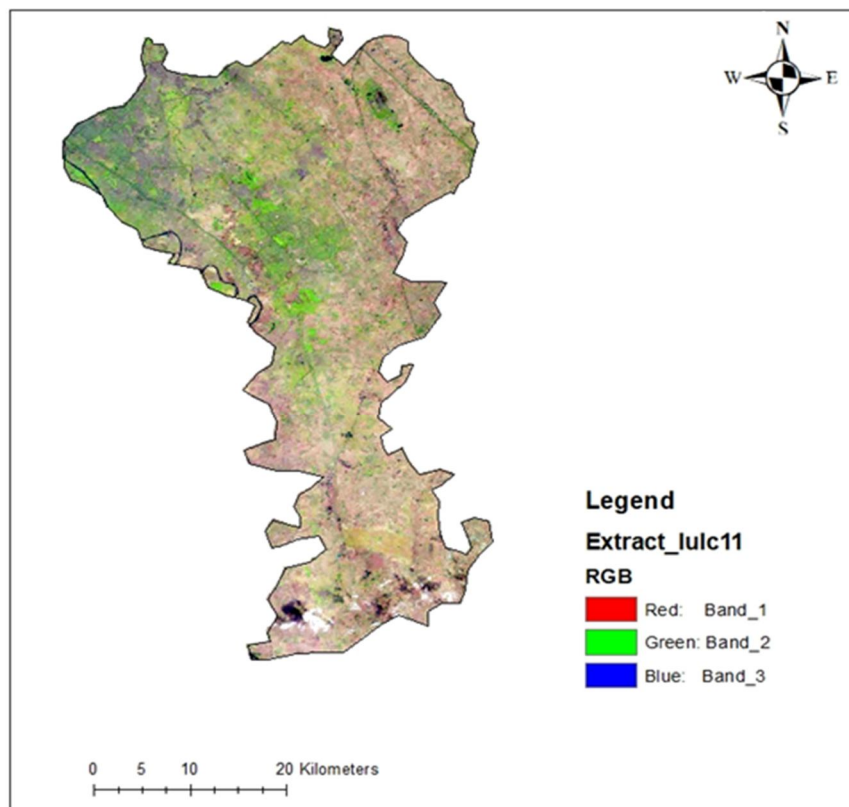 N
W E
S
Legend
Extract_lulc11
RGB
Red: Band_1
Green: Band_2
Blue: Band_3
0 5 10 20 Kilometers